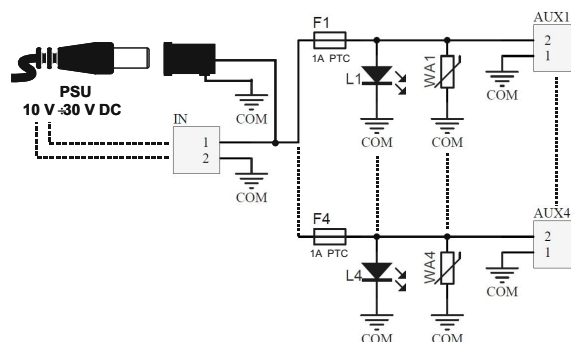 AUX1
F1
2
1
1A PTC
L1
WA1
COM
COM
COM
COM
PSU
10 V÷30 V DC
IN
1
2
COM
AUX4
F4
2
1
1A PTC
L4
WA4
COM
COM
COM